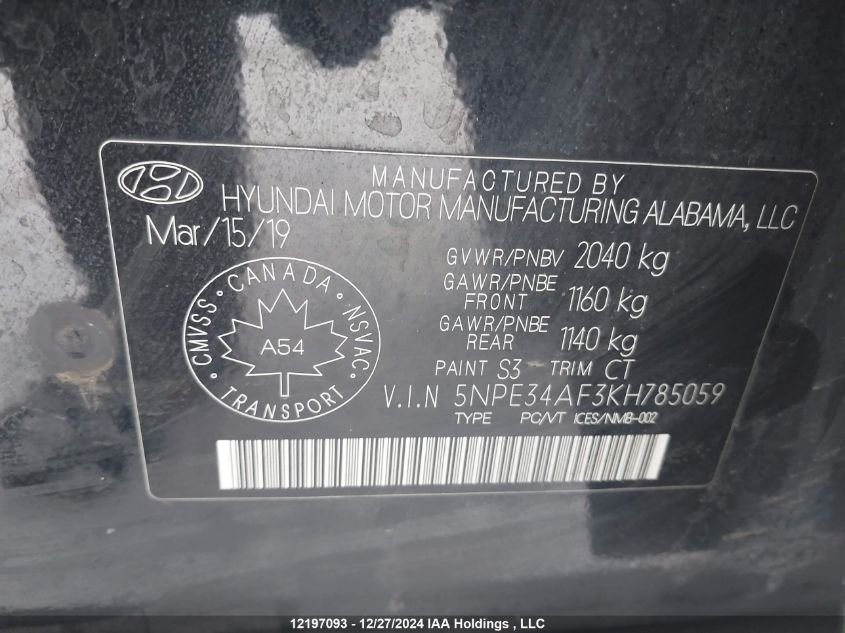 MANUFACTURED BY
HYUNDAI MOTOR MANUFACTURING ALABAMA, LLC
Mar/15/19
GVWR/PNBV 2040 kg
GAWR/PNBE
FRONT 1160 kg
GAWR/PNBE
REAR 1140 kg
PAINT S3 TRIM CT
V.I.N 5NPE34AF3KH785059
TYPE PC/VT ICES/NMB-002
CMVSS • CANADA • NSVAC •
A54
TRANSPORT
12197093 - 12/27/2024 IAA Holdings , LLC